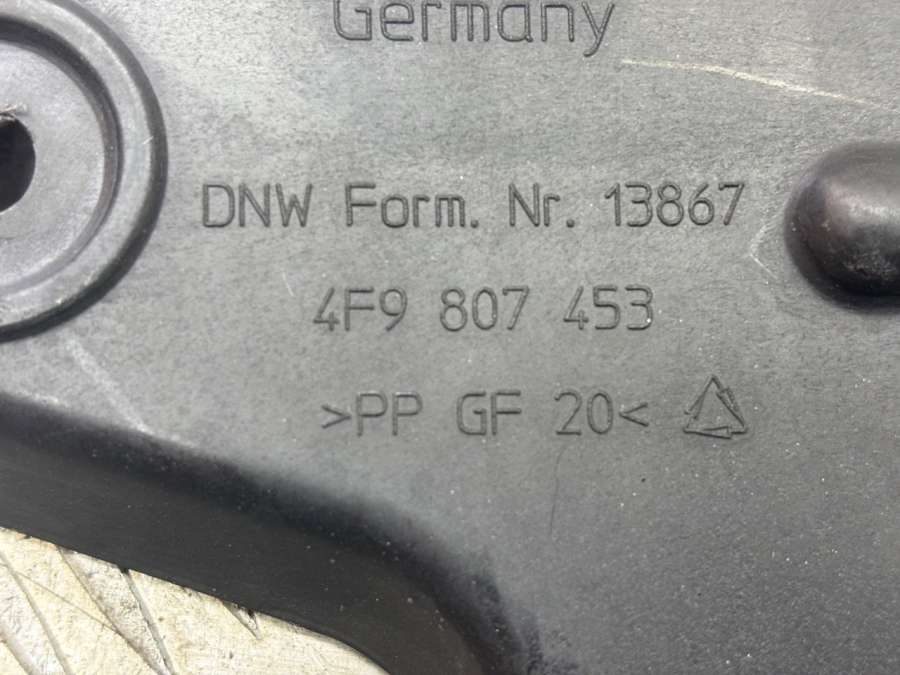 Germany
DNW Form. Nr. 13867
4F9 807 453
>PP GF 20<